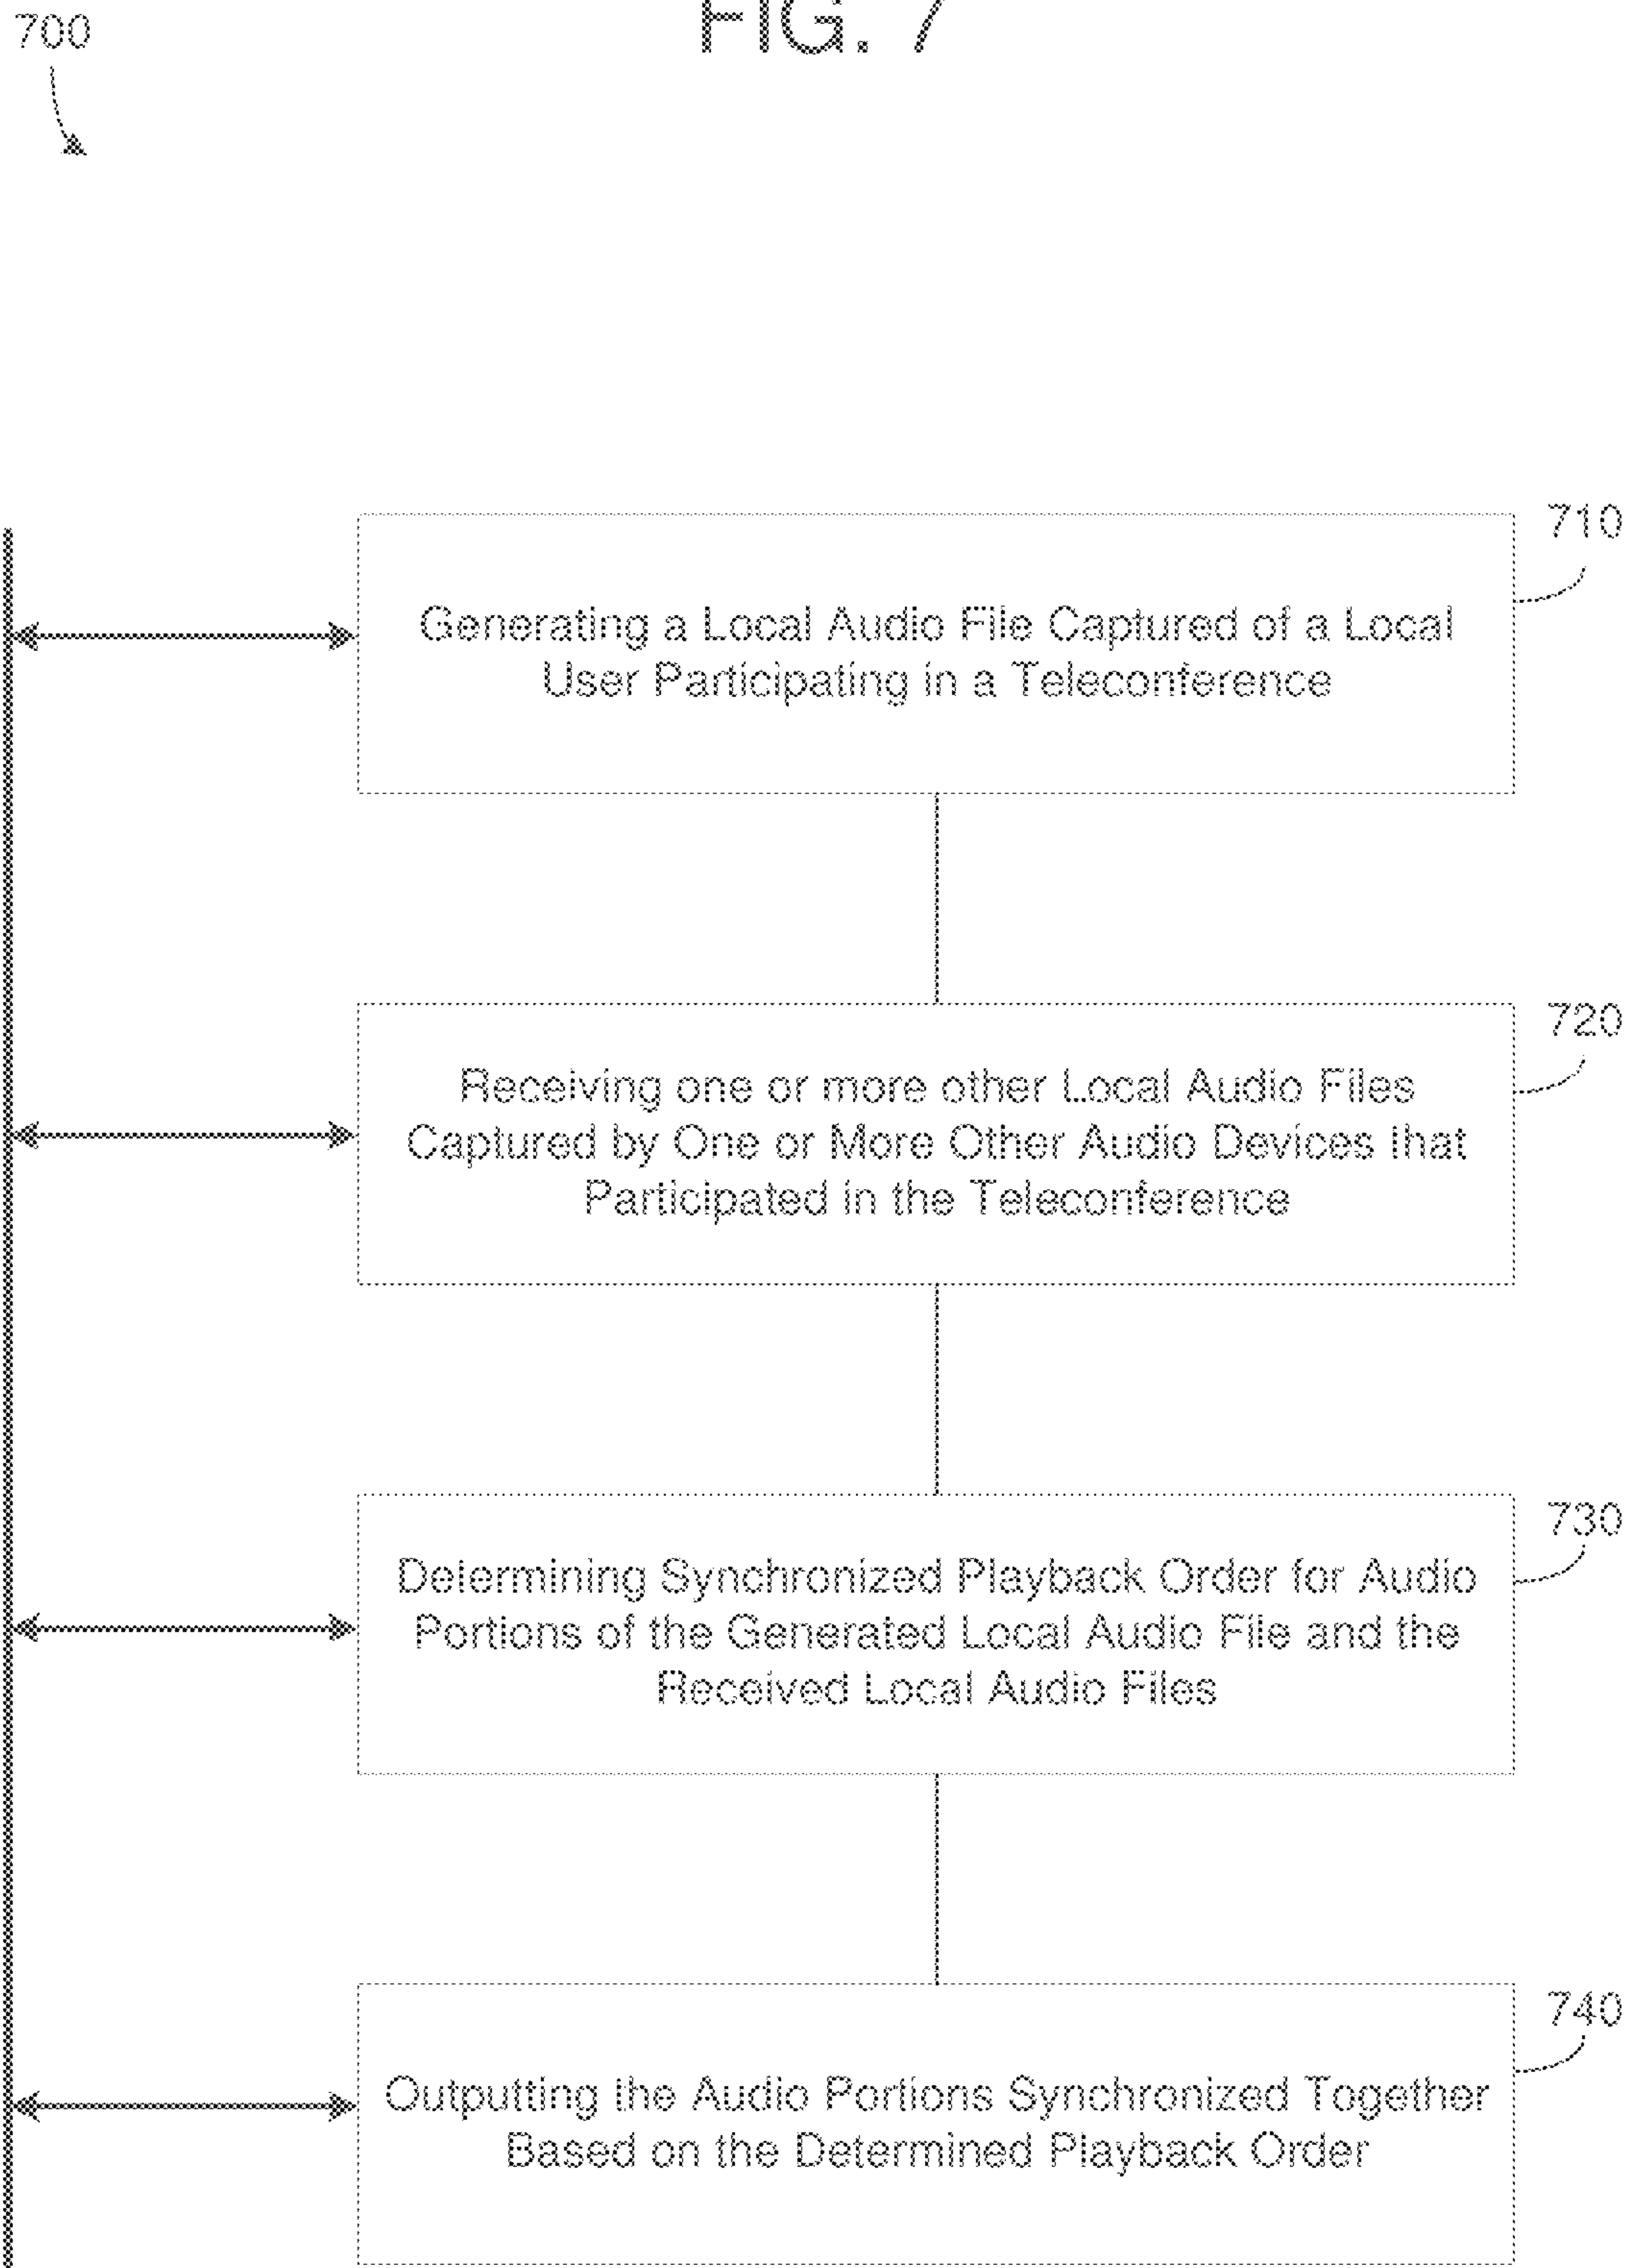 FIG. 7
700
710
Generating a Local Audio File Captured of a Local
User Participating in a Teleconference
720
Receiving one or more other Local Audio Files
Captured by One or More Other Audio Devices that
Participated in the Teleconference
730
Determining Synchronized Playback Order for Audio
Portions of the Generated Local Audio File and the
Received Local Audio Files
740
Outputting the Audio Portions Synchronized Together
Based on the Determined Playback Order